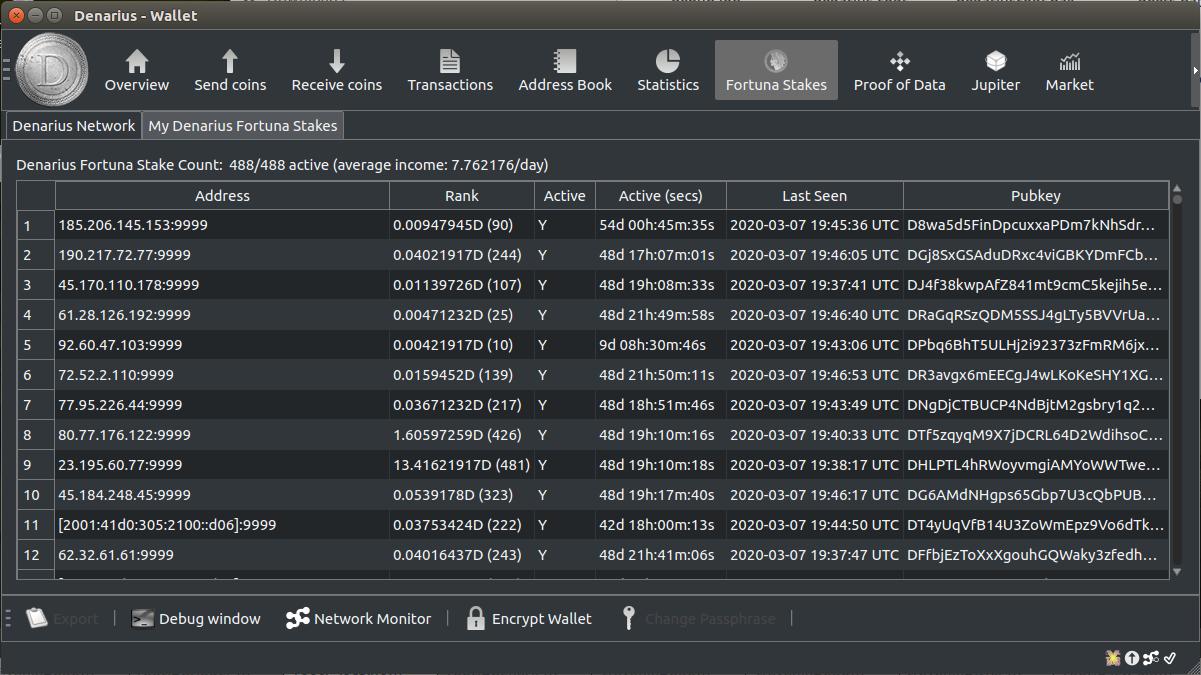 Denarius - Wallet
Overview Send coins Receive coins Transactions Address Book Statistics Fortuna Stakes Proof of Data Jupiter Market
Denarius Network My Denarius Fortuna Stakes
Denarius Fortuna Stake Count: 488/488 active (average income: 7.762176/day)
Address Rank Active Active (secs) Last Seen Pubkey
1 185.206.145.153:9999 0.00947945D (90) Y 54d 00h:45m:35s 2020-03-07 19:45:36 UTC D8wa5d5FinDpcuxxaPDm7kNhSdr...
2 190.217.72.77:9999 0.04021917D (244) Y 48d 17h:07m:01s 2020-03-07 19:46:05 UTC DGj8SxGSAduDRxc4viGBKYDmFCb...
3 45.170.110.178:9999 0.01139726D (107) Y 48d 19h:08m:33s 2020-03-07 19:37:41 UTC DJ4f38kwpAfZ841mt9cmC5kejih5e...
4 61.28.126.192:9999 0.00471232D (25) Y 48d 21h:49m:58s 2020-03-07 19:46:40 UTC DRaGqRSzQDM5SSJ4gLTy5BVVrUa...
5 92.60.47.103:9999 0.00421917D (10) Y 9d 08h:30m:46s 2020-03-07 19:43:06 UTC DPbq6BhT5ULHj2i92373zFmRM6jx...
6 72.52.2.110:9999 0.0159452D (139) Y 48d 21h:50m:11s 2020-03-07 19:46:53 UTC DR3avgx6mEECgJ4wLKoKeSHY1XG...
7 77.95.226.44:9999 0.03671232D (217) Y 48d 18h:51m:46s 2020-03-07 19:43:49 UTC DNgDjCTBUCP4NdBjtM2gsbry1q2...
8 80.77.176.122:9999 1.60597259D (426) Y 48d 19h:10m:16s 2020-03-07 19:40:33 UTC DTf5zqyqM9X7jDCRL64D2WdihsoC...
9 23.195.60.77:9999 13.41621917D (481) Y 48d 19h:10m:18s 2020-03-07 19:38:17 UTC DHLPTL4hRWoyvmgiAMYoWWTwe...
10 45.184.248.45:9999 0.0539178D (323) Y 48d 19h:17m:40s 2020-03-07 19:46:17 UTC DG6AMdNHgps65Gbp7U3cQbPUB...
11 [2001:41d0:305:2100::d06]:9999 0.03753424D (222) Y 42d 18h:00m:13s 2020-03-07 19:44:50 UTC DT4yUqVfB14U3ZoWmEpz9Vo6dTk...
12 62.32.61.61:9999 0.04016437D (243) Y 48d 21h:41m:06s 2020-03-07 19:37:47 UTC DFfbjEzToXxXgouhGQWaky3zfedh...
Export Debug window Network Monitor Encrypt Wallet Change Passphrase